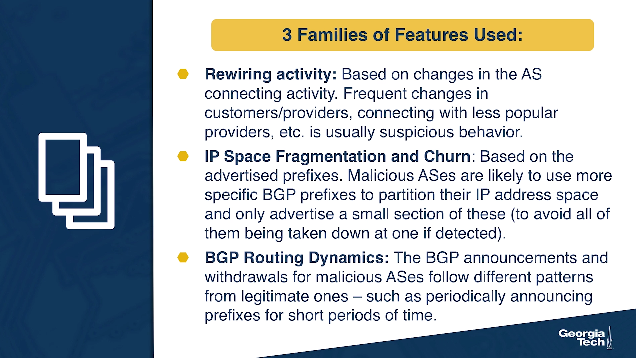 3 Families of Features Used:
Rewiring activity: Based on changes in the AS
connecting activity. Frequent changes in
customers/providers, connecting with less popular
providers, etc. is usually suspicious behavior.
IP Space Fragmentation and Churn: Based on the
advertised prefixes. Malicious ASes are likely to use more
specific BGP prefixes to partition their IP address space
and only advertise a small section of these (to avoid all of
them being taken down at one if detected).
BGP Routing Dynamics: The BGP announcements and
withdrawals for malicious ASes follow different patterns
from legitimate ones – such as periodically announcing
prefixes for short periods of time.
Georgia
Tech